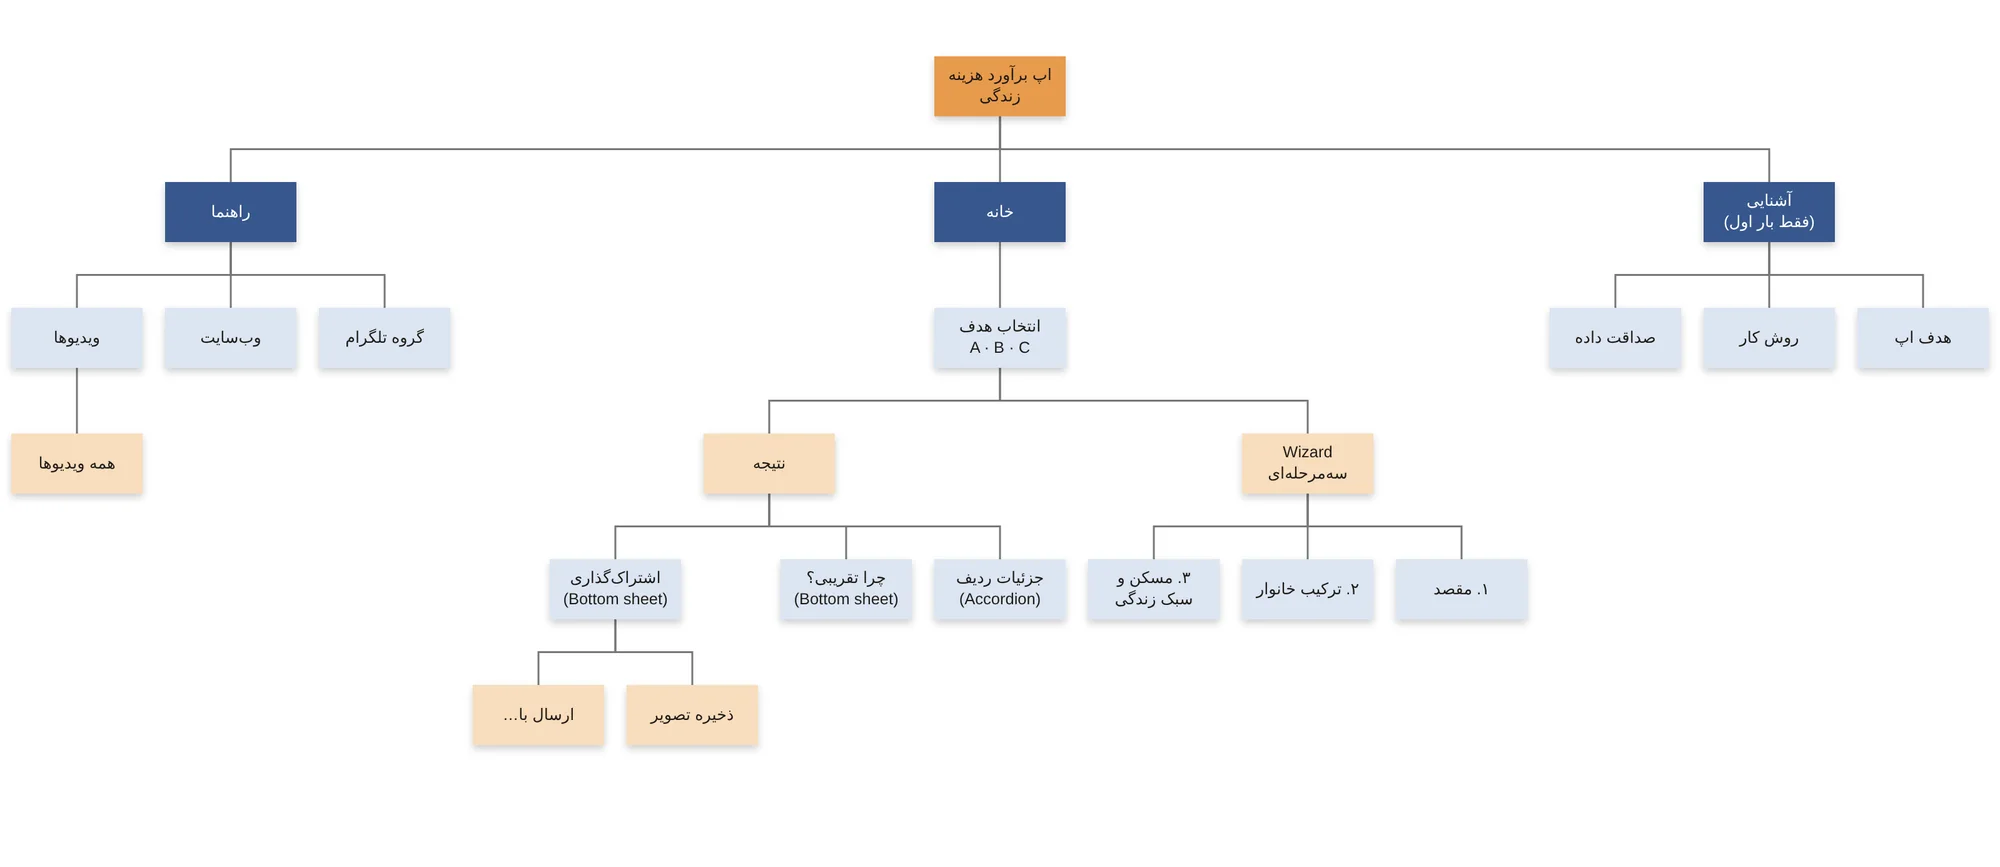 اپ برآورد هزینه
زندگی
آشنایی
(فقط بار اول)
خانه
راهنما
هدف اپ
روش کار
صداقت داده
انتخاب هدف
A · B · C
گروه تلگرام
وب‌سایت
ویدیوها
Wizard
سه‌مرحله‌ای
نتیجه
همه ویدیوها
۱. مقصد
۲. ترکیب خانوار
۳. مسکن و
سبک زندگی
جزئیات ردیف
(Accordion)
چرا تقریبی؟
(Bottom sheet)
اشتراک‌گذاری
(Bottom sheet)
ذخیره تصویر
ارسال با…